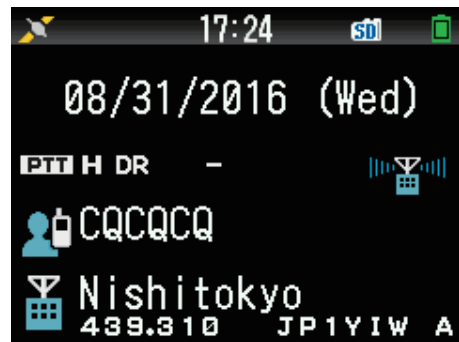 17:24 SD
08/31/2016 (Wed)
PTT H DR -
CQCQCQ
Nishitokyo
439.310 JP1YIW A